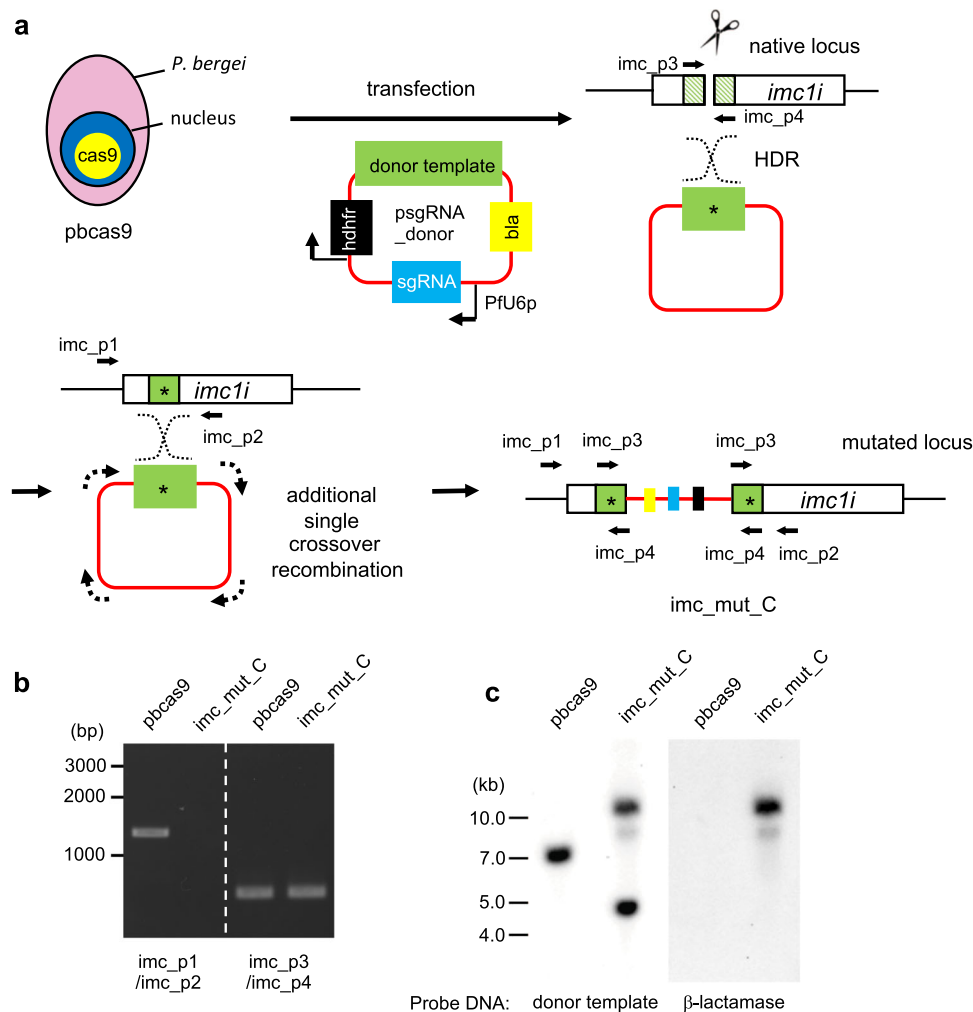 a
P. bergei
nucleus
cas9
pbcas9
transfection
donor template
hdhfr
psgRNA
_donor
bla
sgRNA
PfU6p
native locus
imc_p3
imc1i
imc_p4
HDR
*
imc_p1
*
imc1i
imc_p2
*
additional
single
crossover
recombination
imc_p1
imc_p3
imc_p3
mutated locus
*
*
imc1i
imc_p4
imc_p4
imc_p2
imc_mut_C
b
pbcas9
imc_mut_C
pbcas9
imc_mut_C
(bp)
3000
2000
1000
imc_p1
/imc_p2
imc_p3
/imc_p4
c
pbcas9
imc_mut_C
pbcas9
imc_mut_C
(kb)
10.0
7.0
5.0
4.0
Probe DNA: donor template β-lactamase